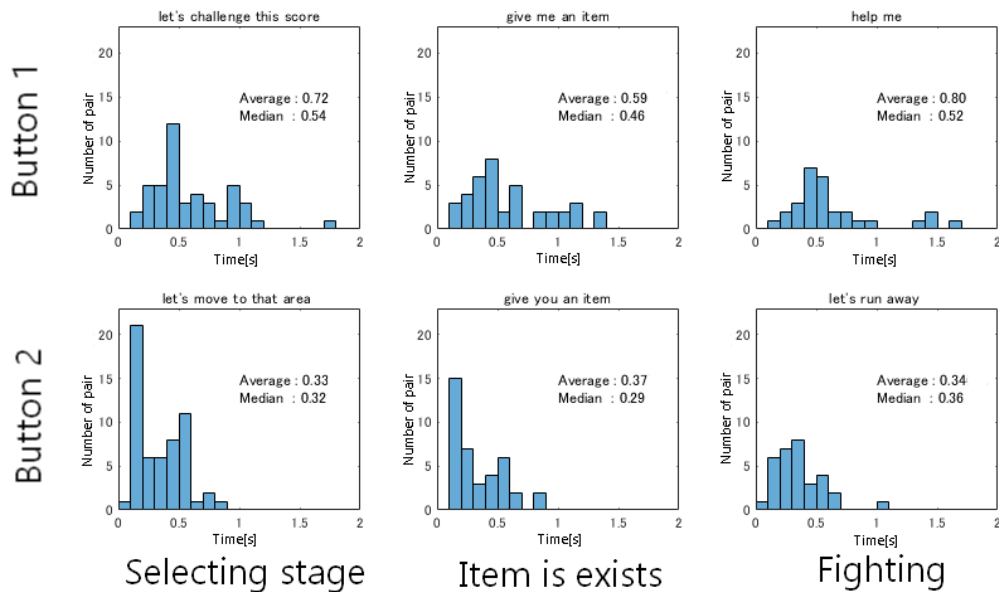 let's challenge this score
give me an item
help me
Button 1
Number of pair
20
15
10
5
0
Average : 0.72
Median : 0.54
0 0.5 1 1.5 2
Time[s]
Number of pair
20
15
10
5
0
Average : 0.59
Median : 0.46
0 0.5 1 1.5 2
Time[s]
Number of pair
20
15
10
5
0
Average : 0.80
Median : 0.52
0 0.5 1 1.5 2
Time[s]
let's move to that area
give you an item
let's run away
Button 2
Number of pair
20
15
10
5
0
Average : 0.33
Median : 0.32
0 0.5 1 1.5 2
Time[s]
Number of pair
20
15
10
5
0
Average : 0.37
Median : 0.29
0 0.5 1 1.5 2
Time[s]
Number of pair
20
15
10
5
0
Average : 0.34
Median : 0.36
0 0.5 1 1.5 2
Time[s]
Selecting stage
Item is exists
Fighting